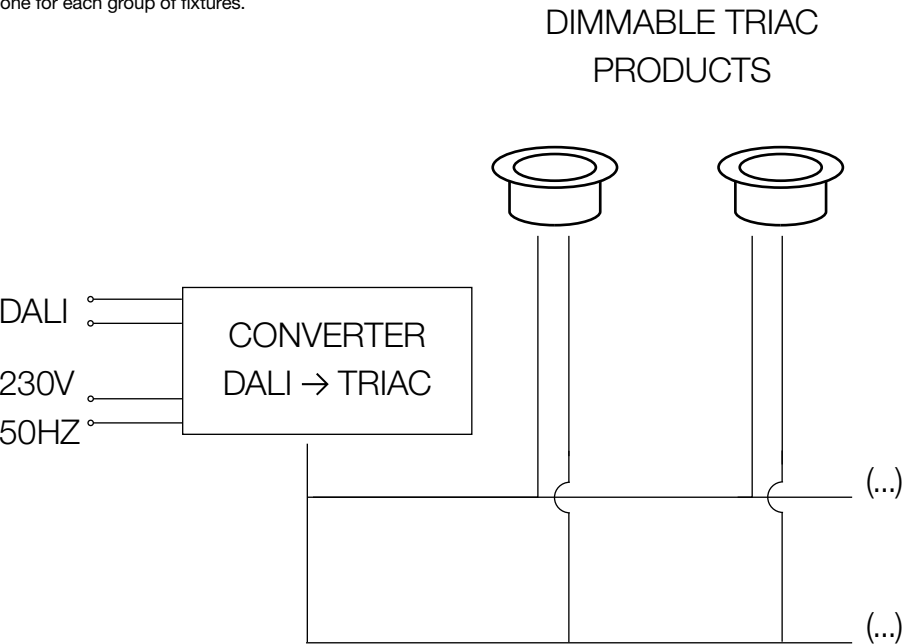 one for each group of fixtures.
DIMMABLE TRIAC
PRODUCTS
DALI
CONVERTER
DALI → TRIAC
230V
50HZ
(...)
(...)